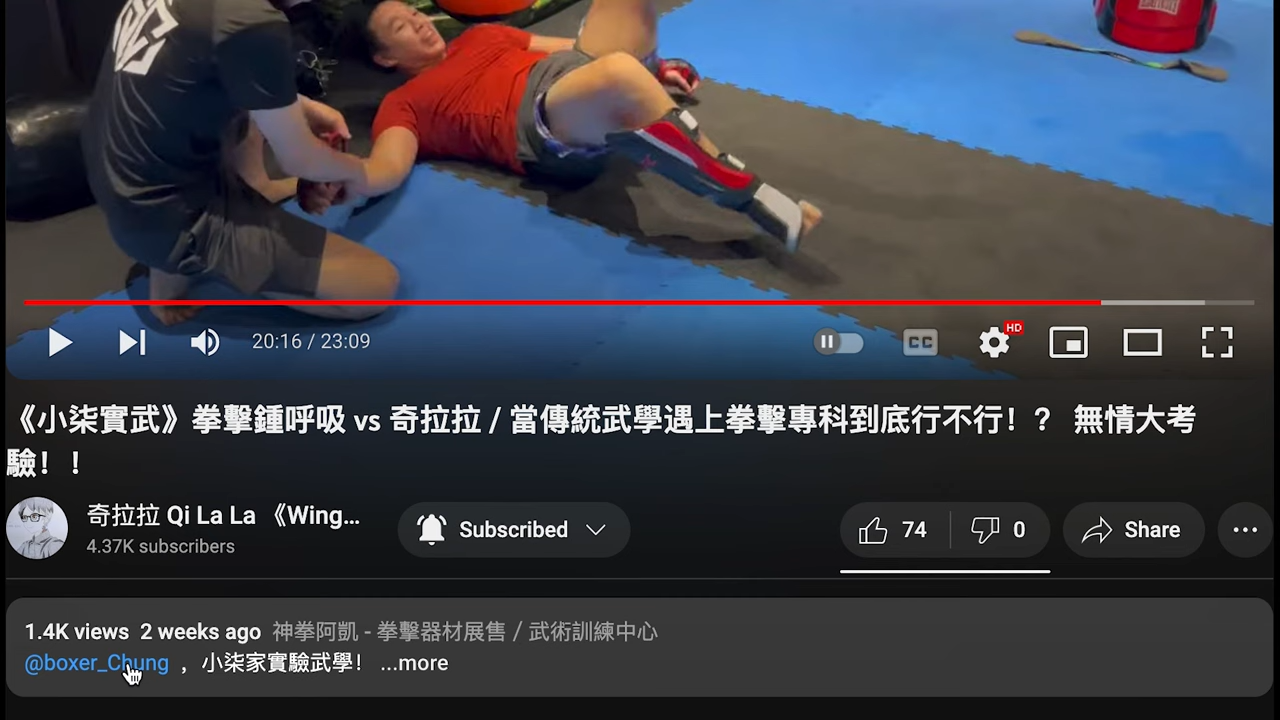 HD
20:16 / 23:09
CC
《小柒實武》拳擊鍾呼吸 vs 奇拉拉 / 當傳統武學遇上拳擊專科到底行不行！？ 無情大考
驗！！
奇拉拉 Qi La La 《Wing...
4.37K subscribers
Subscribed
74
0
Share
1.4K views 2 weeks ago 神拳阿凱 - 拳擊器材展售 / 武術訓練中心
@boxer_Chung ，小柒家實驗武學！ ...more